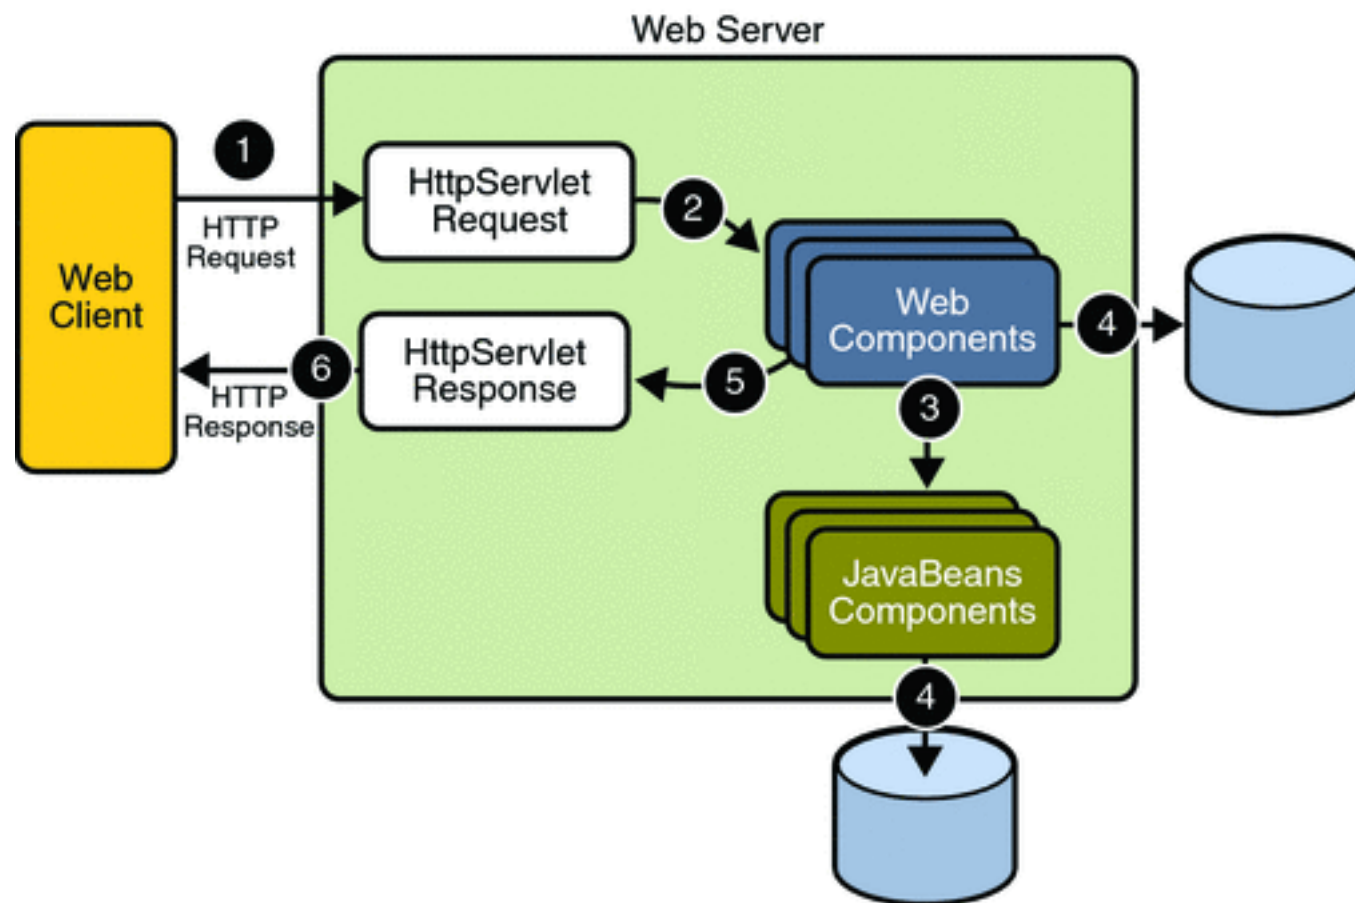 Web Server
1
HTTP
Request
HttpServlet
Request
2
Web
Client
Web
Components
4
6
HTTP
Response
HttpServlet
Response
5
3
JavaBeans
Components
4